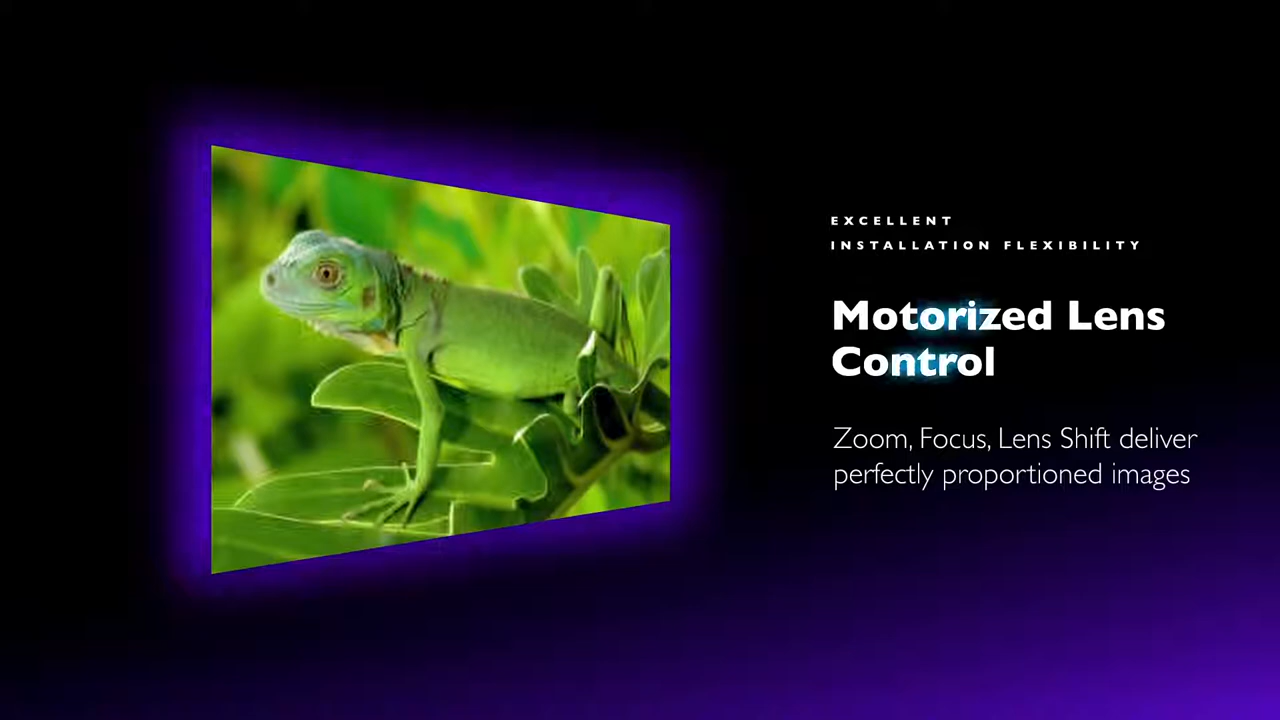 EXCELLENT
INSTALLATION FLEXIBILITY
Motorized Lens
Control
Zoom, Focus, Lens Shift deliver
perfectly proportioned images